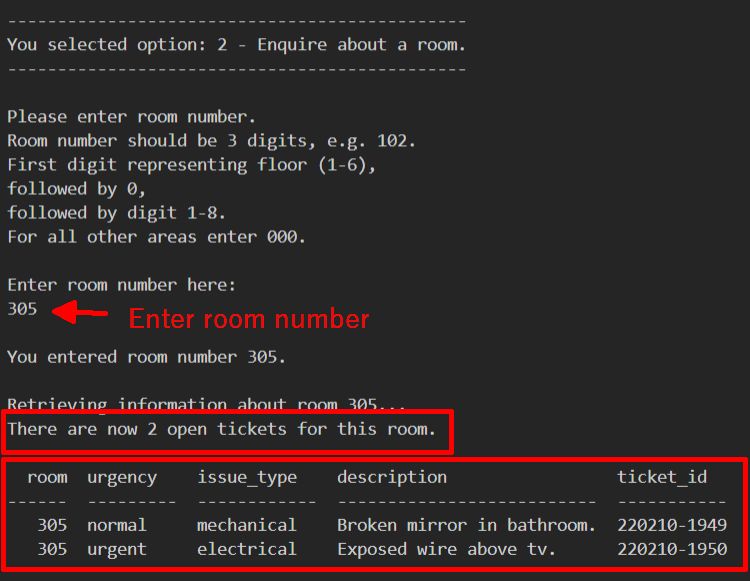 ----------------------------------------------
You selected option: 2 - Enquire about a room.
----------------------------------------------
Please enter room number.
Room number should be 3 digits, e.g. 102.
First digit representing floor (1-6),
followed by 0,
followed by digit 1-8.
For all other areas enter 000.
Enter room number here:
305 Enter room number
You entered room number 305.
Retrieving information about room 305...
There are now 2 open tickets for this room.
room urgency issue_type description ticket_id
------ --------- ------------ -------------------------- -----------
305 normal mechanical Broken mirror in bathroom. 220210-1949
305 urgent electrical Exposed wire above tv. 220210-1950